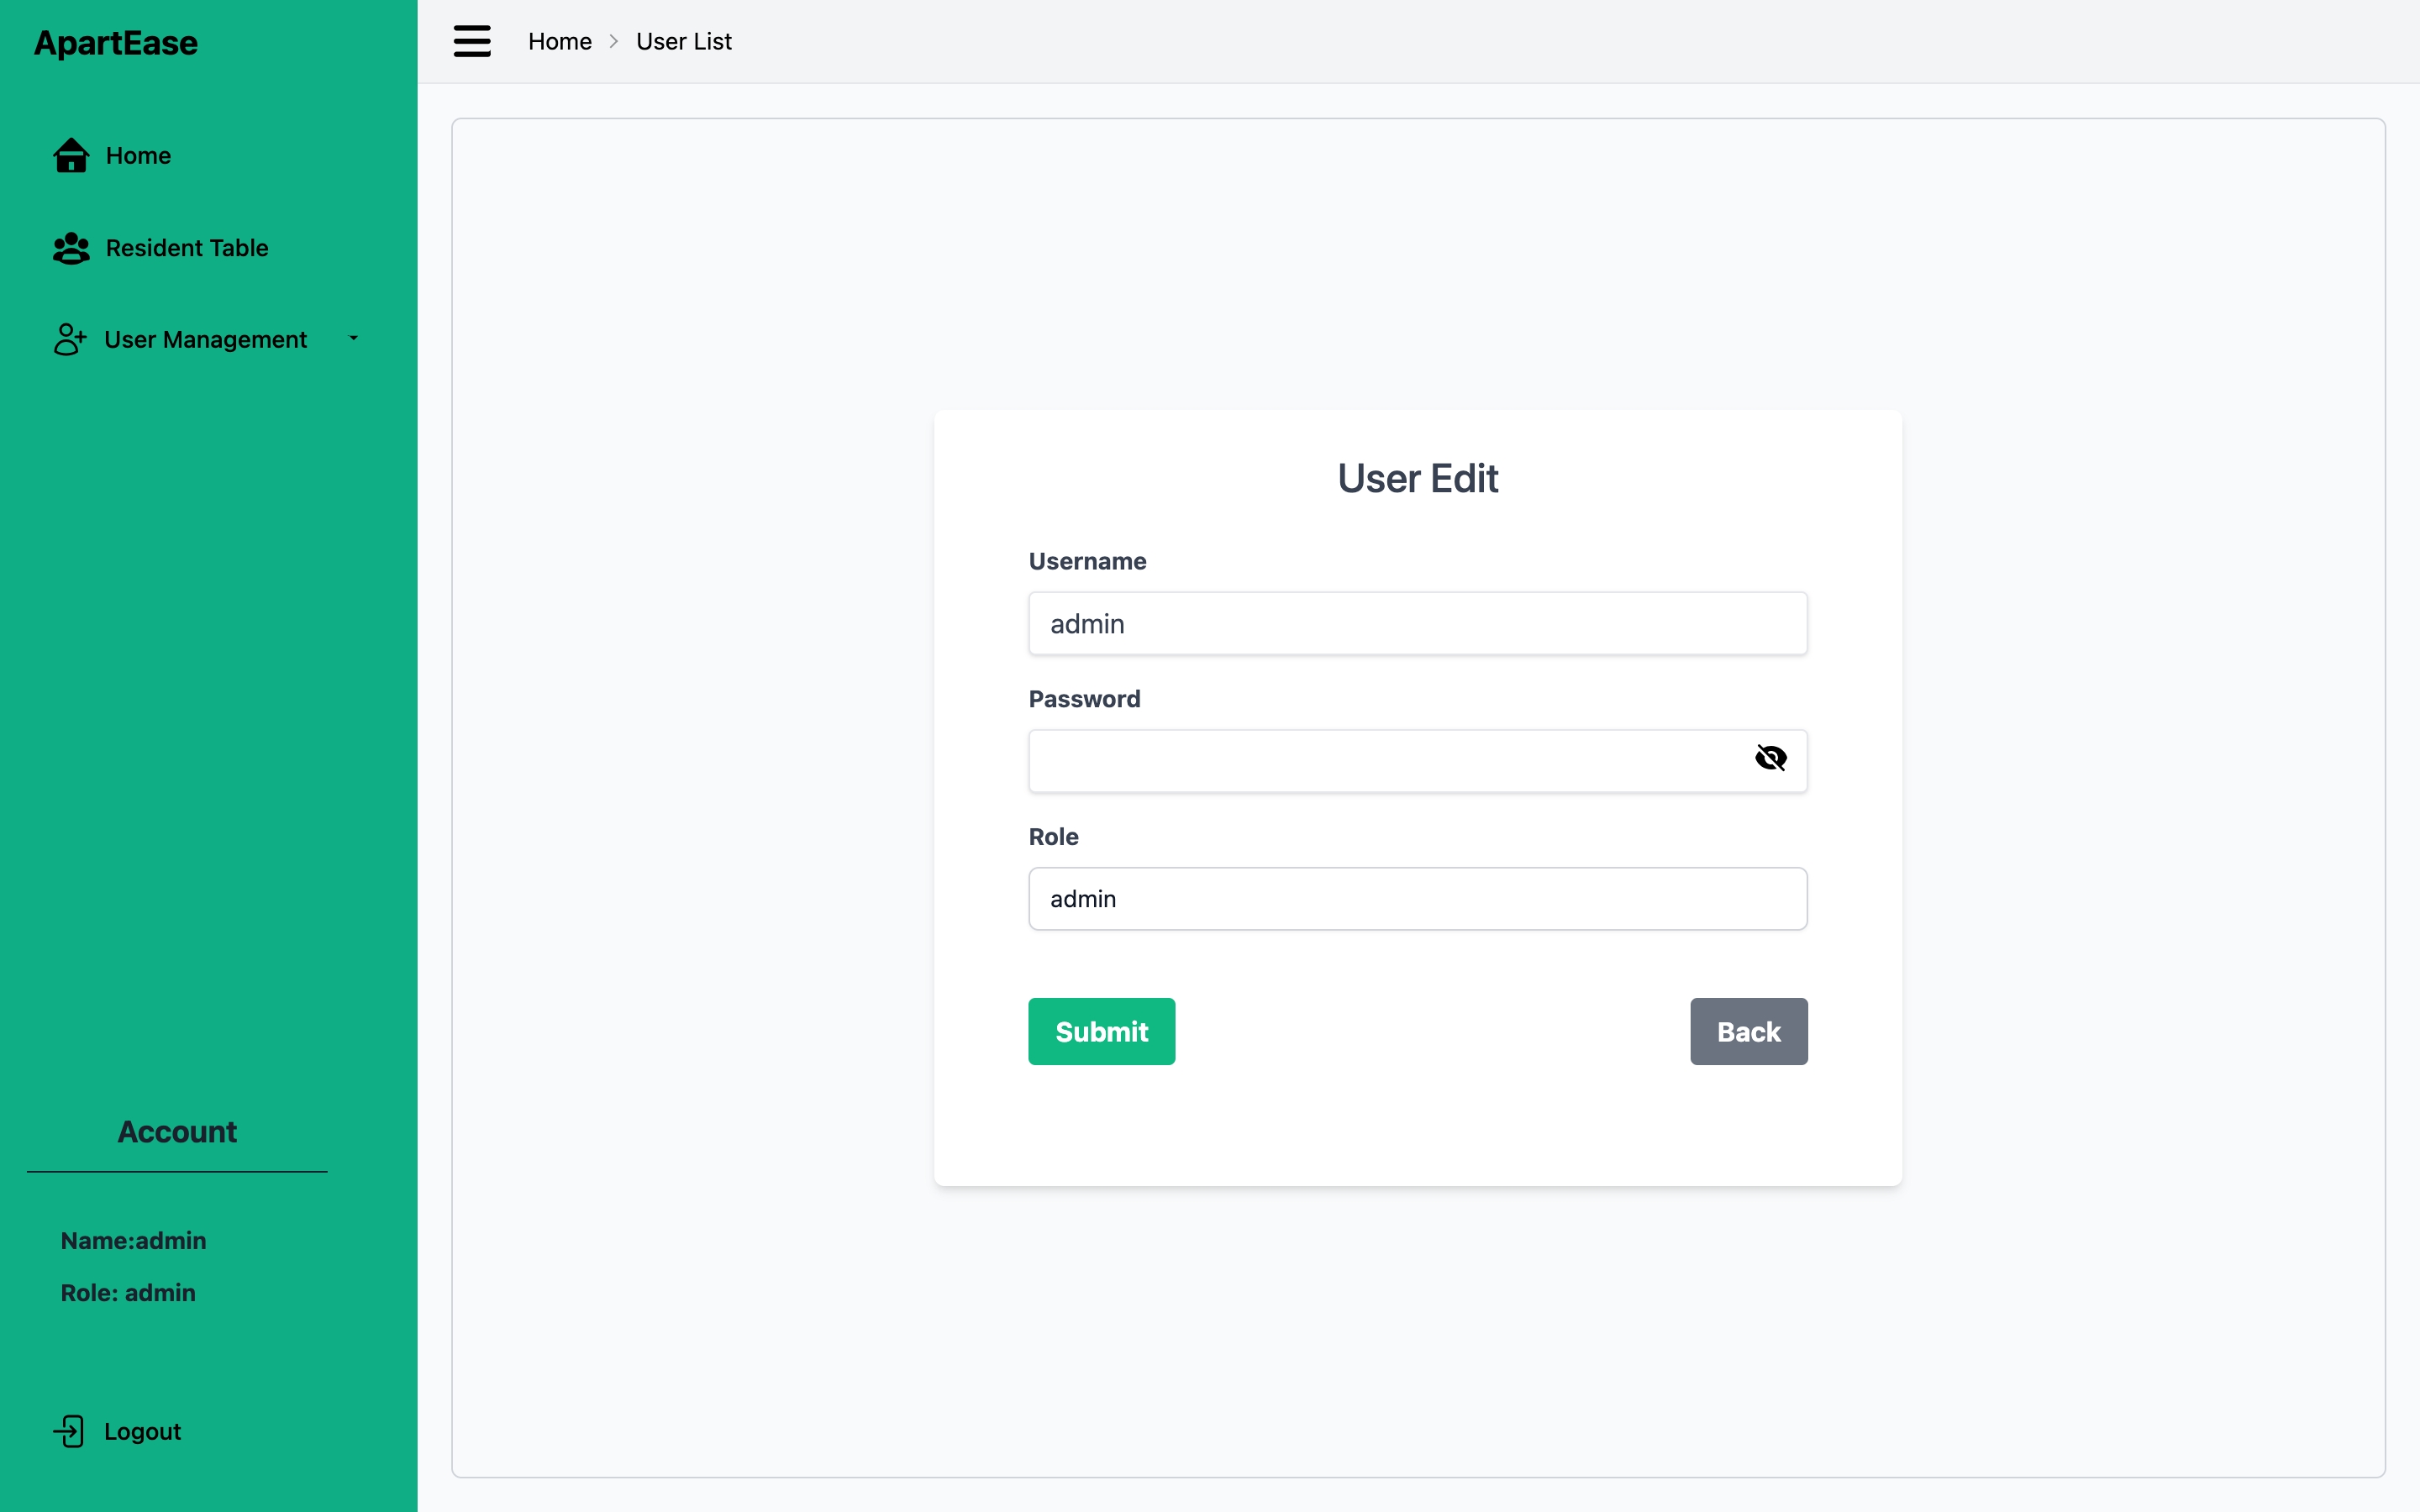 ApartEase
Home
Resident Table
User Management
Account
Name:admin
Role: admin
Logout
Home > User List
User Edit
Username
admin
Password
Role
admin
Submit
Back